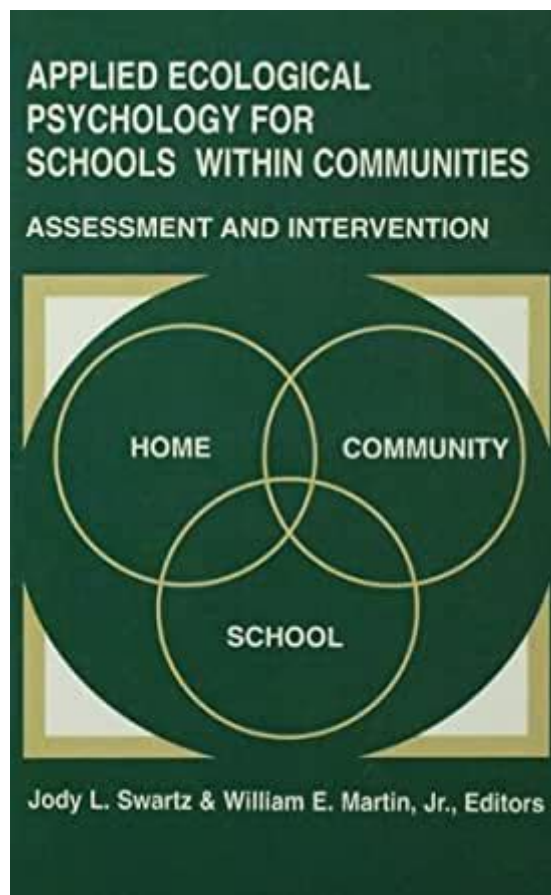 APPLIED ECOLOGICAL
PSYCHOLOGY FOR
SCHOOLS WITHIN COMMUNITIES
ASSESSMENT AND INTERVENTION
HOME
COMMUNITY
SCHOOL
Jody L. Swartz & William E. Martin, Jr., Editors